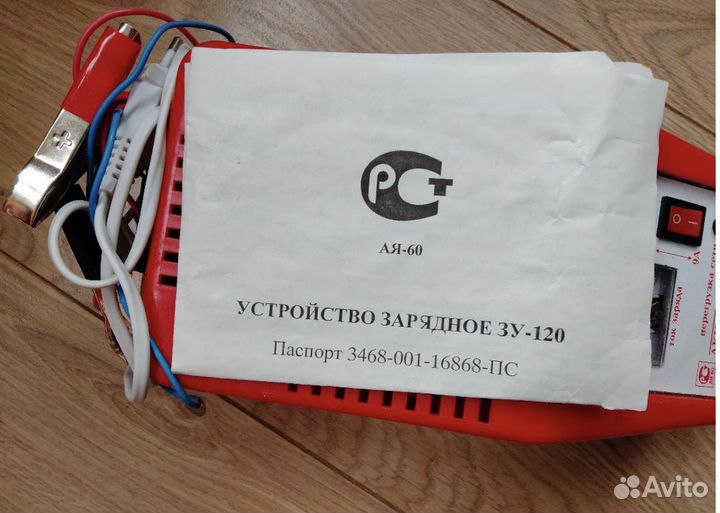 РСТ
АЯ-60
УСТРОЙСТВО ЗАРЯДНОЕ ЗУ-120
Паспорт 3468-001-16868-ПС
9А
ток заряда
перегрузка сети
Avito